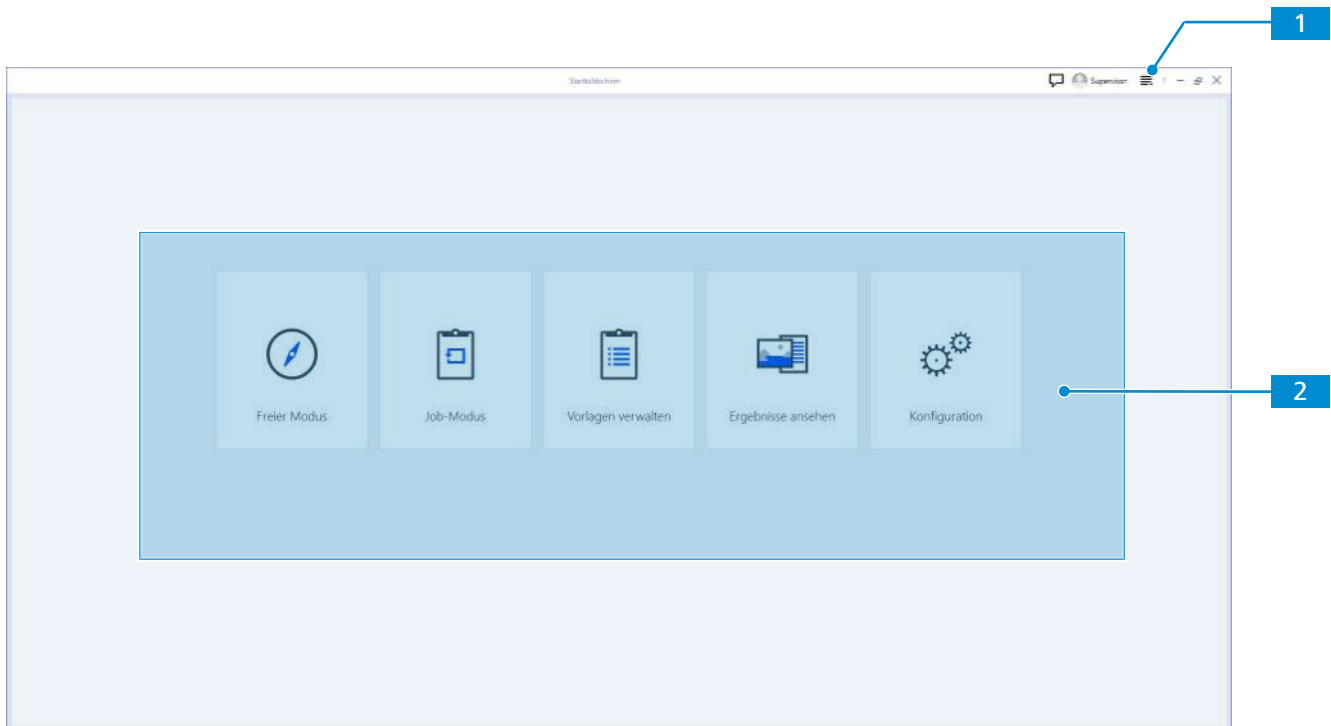 1
Startbildschirm
Supervisor
2
Freier Modus
Job-Modus
Vorlagen verwalten
Ergebnisse ansehen
Konfiguration